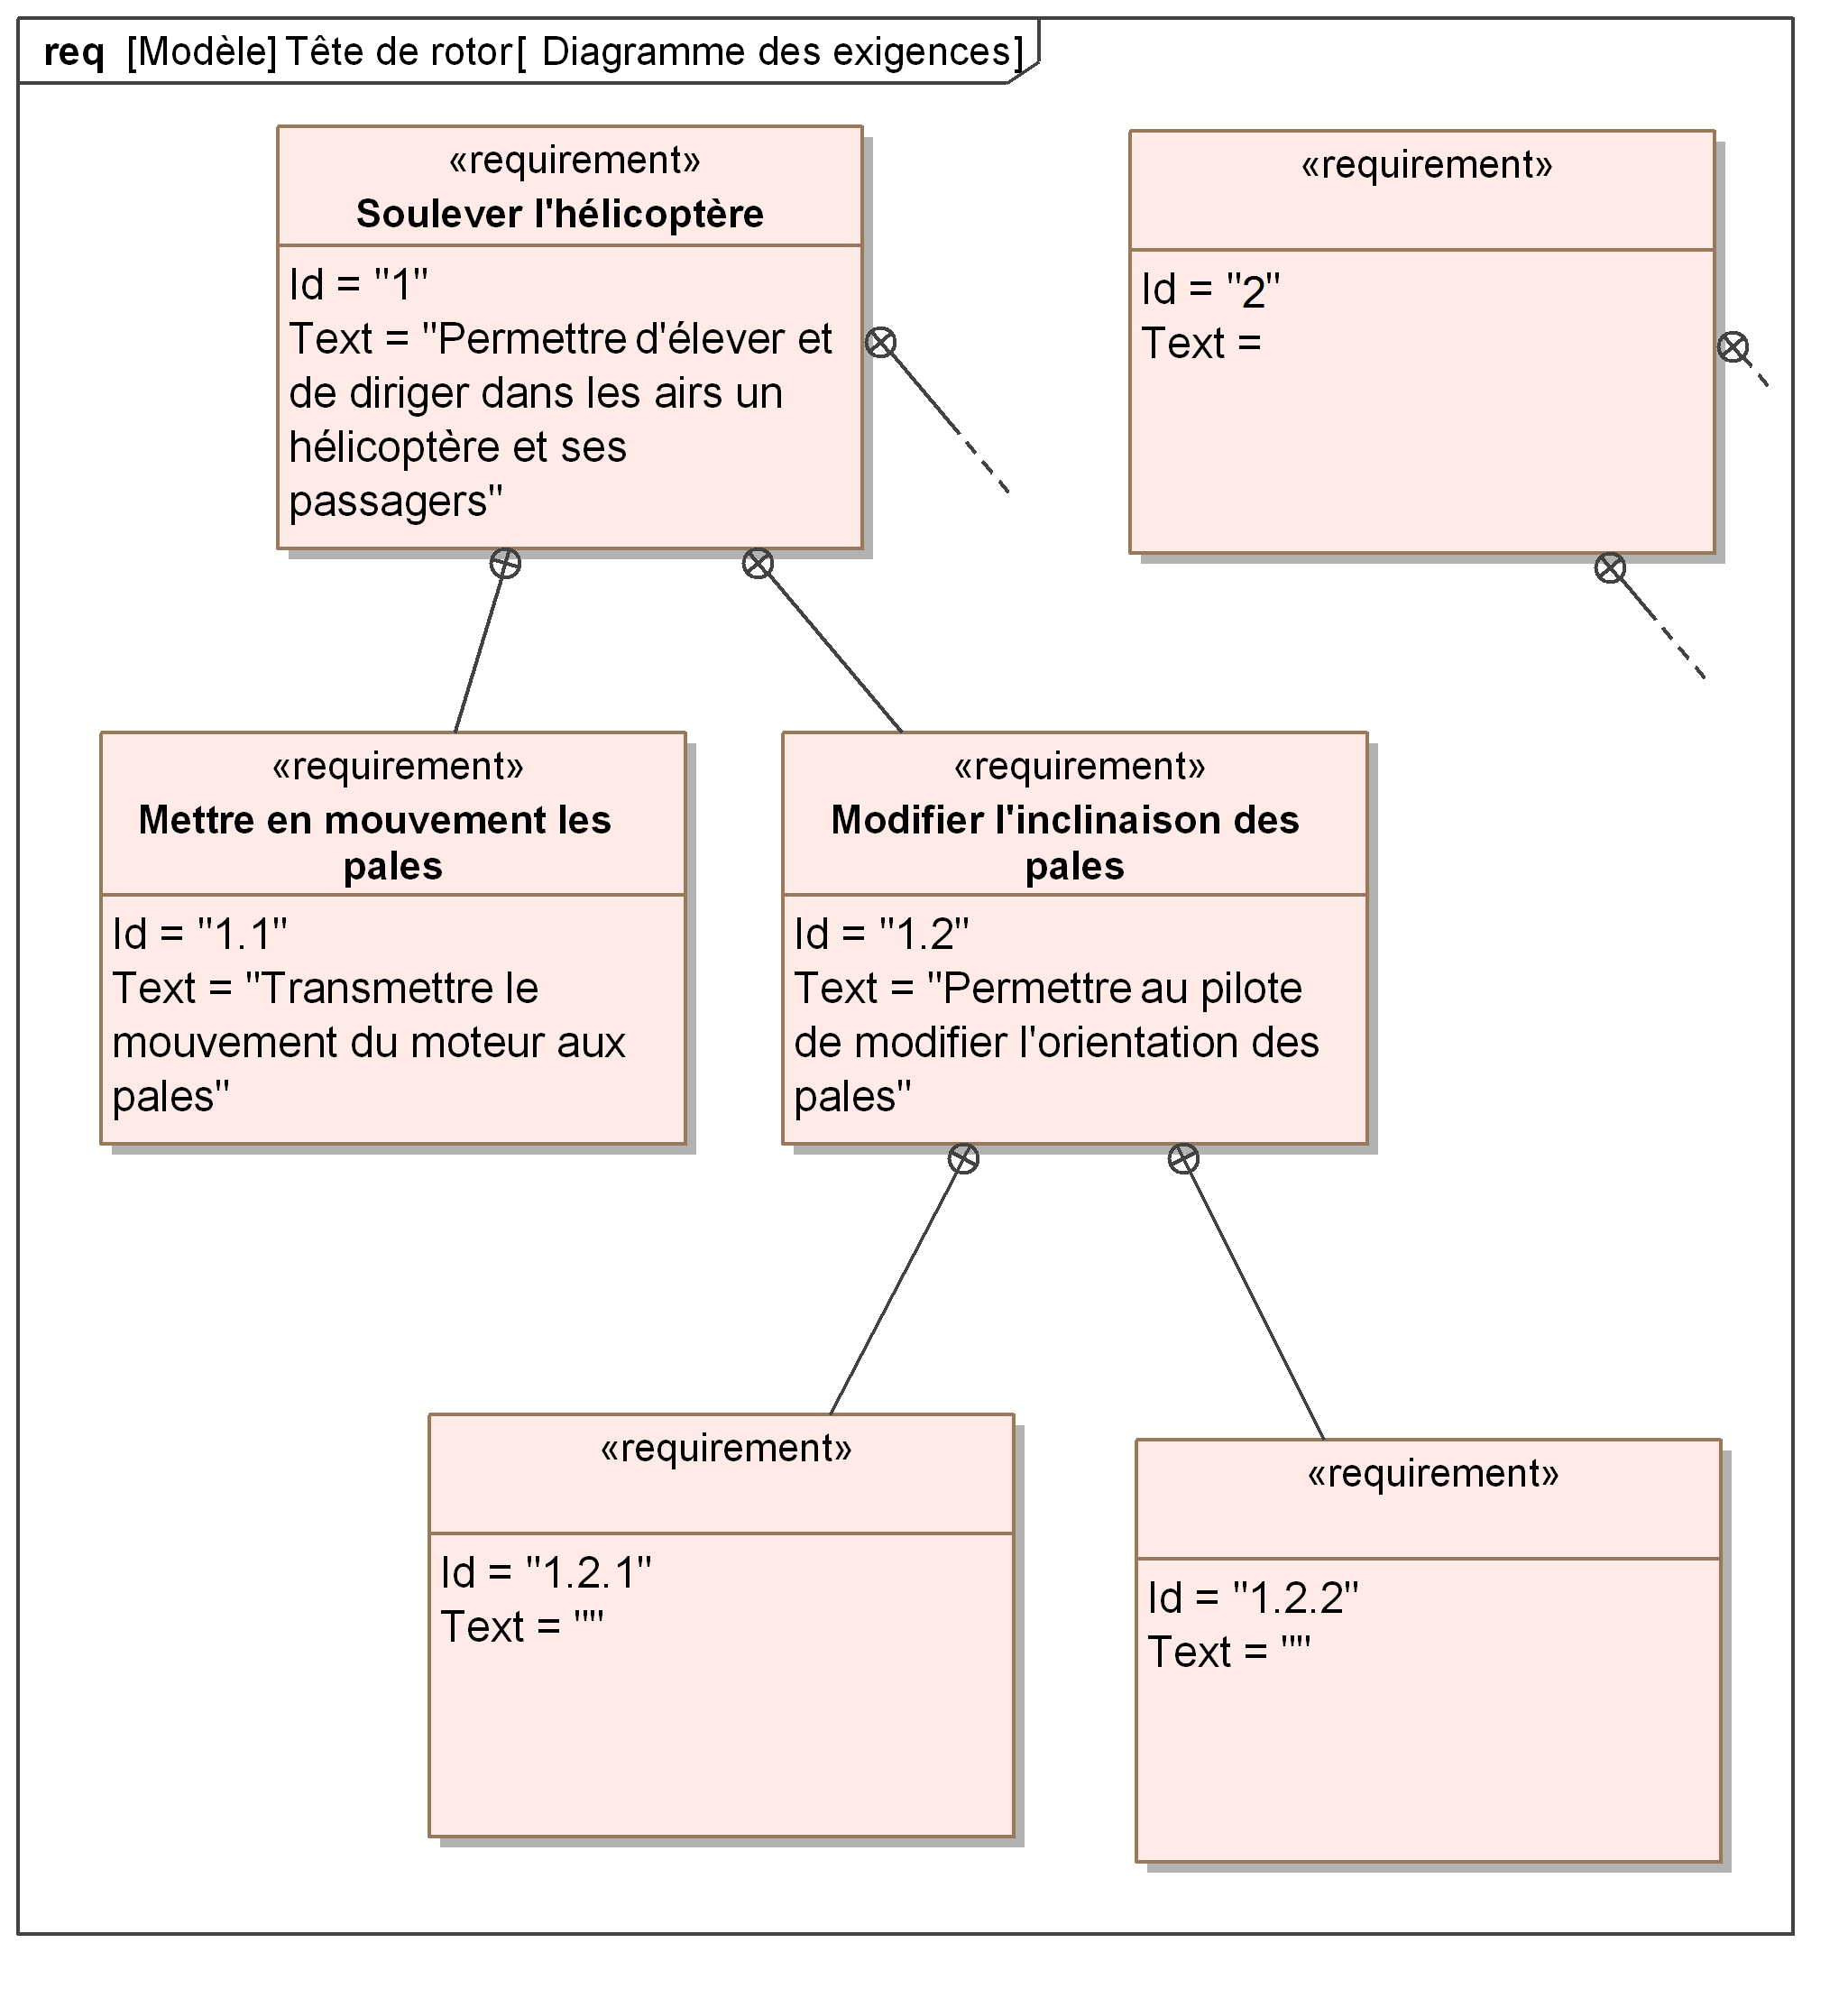 req [Modèle] Tête de rotor[ Diagramme des exigences]
«requirement»
Soulever l'hélicoptère
Id = "1"
Text = "Permettre d'élever et
de diriger dans les airs un
hélicoptère et ses
passagers"
«requirement»
Id = "2"
Text =
«requirement»
Mettre en mouvement les
pales
Id = "1.1"
Text = "Transmettre le
mouvement du moteur aux
pales"
«requirement»
Modifier l'inclinaison des
pales
Id = "1.2"
Text = "Permettre au pilote
de modifier l'orientation des
pales"
«requirement»
Id = "1.2.1"
Text = ""
«requirement»
Id = "1.2.2"
Text = ""